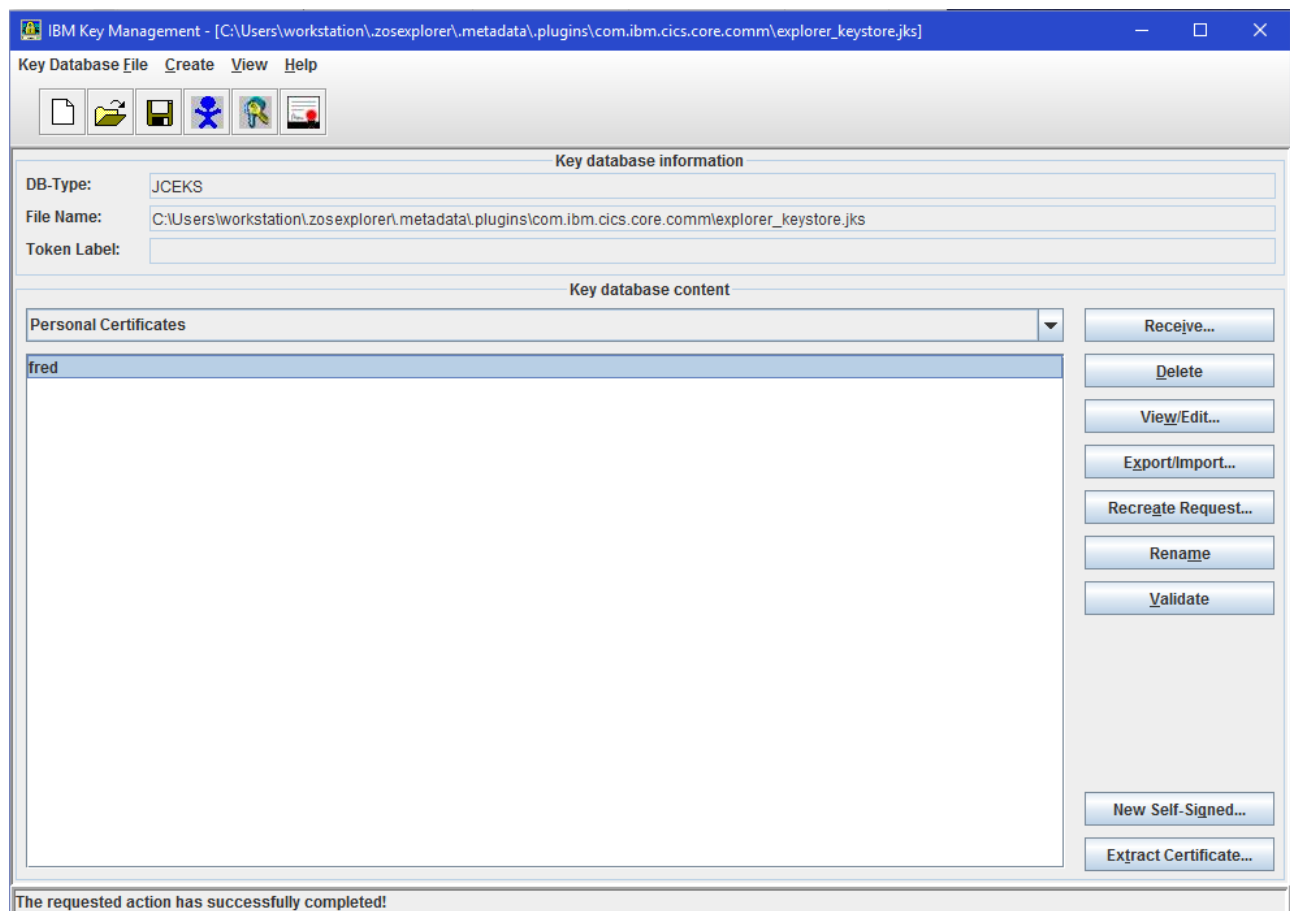 IBM Key Management - [C:\Users\workstation\.zosexplorer\.metadata\.plugins\com.ibm.cics.core.comm\explorer_keystore.jks]
Key Database File Create View Help
Key database information
DB-Type: JCEKS
File Name: C:\Users\workstation\.zosexplorer\.metadata\.plugins\com.ibm.cics.core.comm\explorer_keystore.jks
Token Label:
Key database content
Personal Certificates
Receive...
fred
Delete
View/Edit...
Export/Import...
Recreate Request...
Rename
Validate
New Self-Signed...
Extract Certificate...
The requested action has successfully completed!